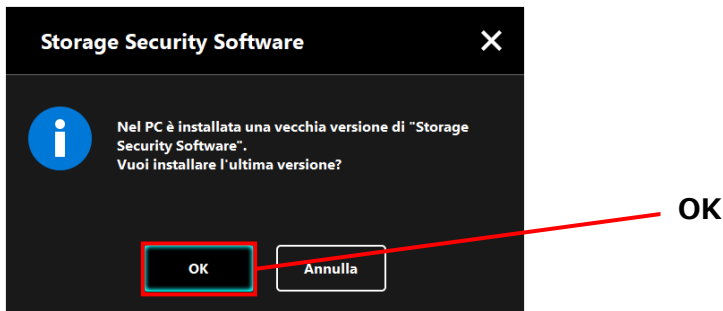 Storage Security Software
Nel PC è installata una vecchia versione di "Storage
Security Software".
Vuoi installare l'ultima versione?
OK
OK
Annulla